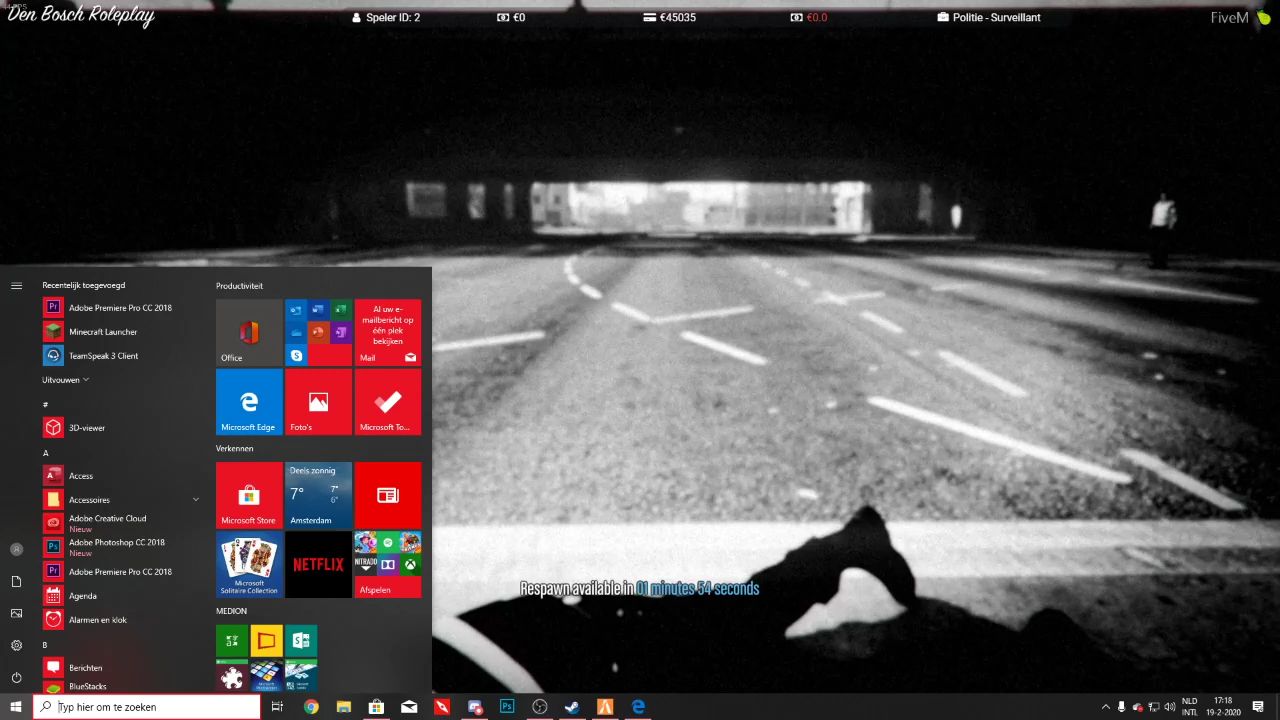 Den Bosch Roleplay
Speler ID: 2
€0
€45035
€0.0
Politie - Surveillant
FiveM
Recentelijk toegevoegd
Adobe Premiere Pro CC 2018
Minecraft Launcher
TeamSpeak 3 Client
Uitvouwen
#
3D-viewer
A
Access
Accessoires
Adobe Creative Cloud
Nieuw
Adobe Photoshop CC 2018
Nieuw
Adobe Premiere Pro CC 2018
Agenda
Alarmen en klok
B
Berichten
BlueStacks
Productiviteit
Office
Al uw e-
mailbericht op
één plek
bekijken
Mail
Microsoft Edge
Foto's
Microsoft To...
Verkennen
Microsoft Store
Deels zonnig
7°
7°
6°
Amsterdam
Microsoft
Solitaire Collection
NETFLIX
NITRADO
Afspelen
MEDION
Respawn available in 01 minutes 54 seconds
Typ hier om te zoeken
NLD
INTL
17:18
19-2-2020